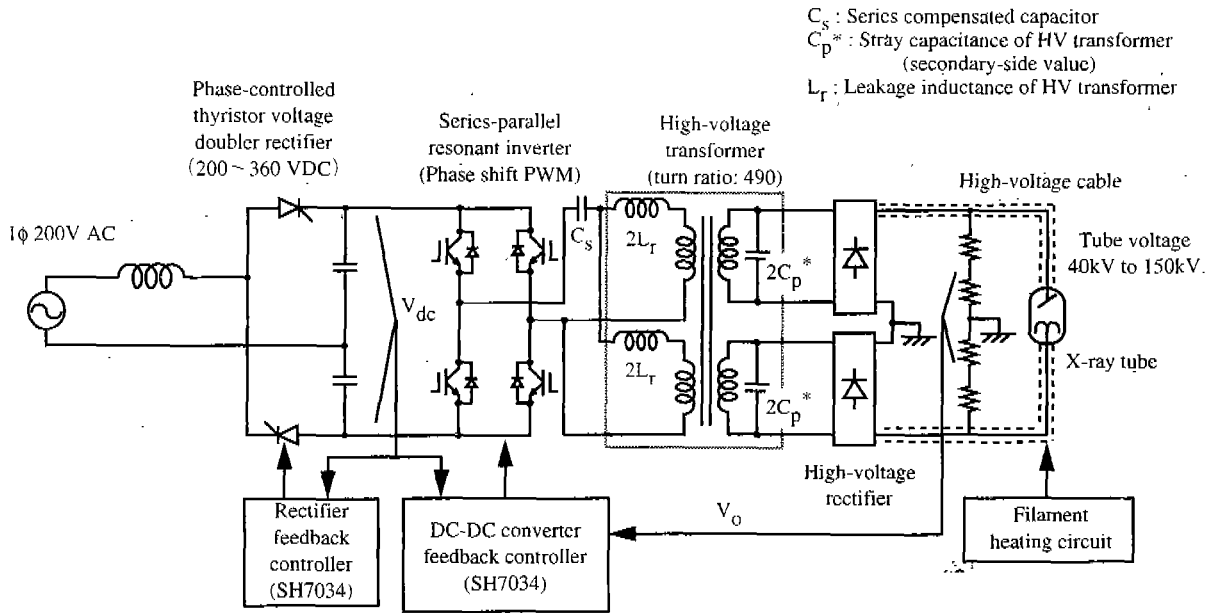 Cs : Series compensated capacitor
Cp* : Stray capacitance of HV transformer
(secondary-side value)
Lr : Leakage inductance of HV transformer
Phase-controlled
thyristor voltage
doubler rectifier
(200~360 VDC)
Series-parallel
resonant inverter
(Phase shift PWM)
High-voltage
transformer
(turn ratio: 490)
High-voltage cable
1ϕ 200V AC
Cs
2Lr
2Cp*
Tube voltage
40kV to 150kV.
Vdc
2Lr
2Cp*
X-ray tube
High-voltage
rectifier
Vo
Rectifier
feedback
controller
(SH7034)
DC-DC converter
feedback controller
(SH7034)
Filament
heating circuit